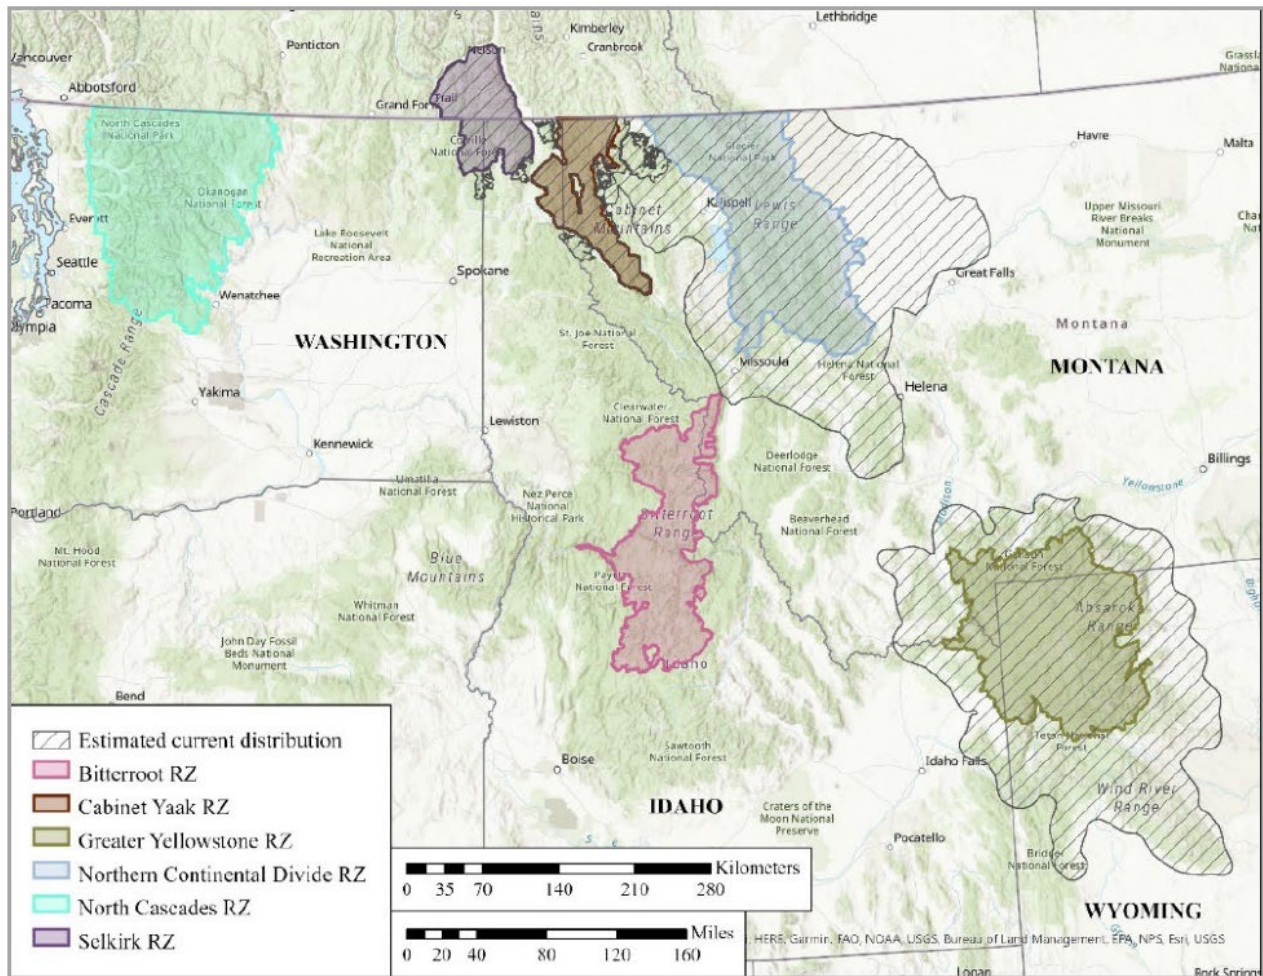 Lethbridge
Kimberley
Penticton
Cranbrook
Nelson
Vancouver
Abbotsford
Grassla
National
Trail
Grand For
North Cascades
National Park
Colville
National Forest
Havre
Malta
Glacier
National Park
Okanogan
National Forest
Everett
Kalispell
Lewis
Range
Cabinet
Mountains
Upper Missouri
River Breaks
National
Monument
Lake Roosevelt
National
Recreation Area
Seattle
Spokane
Great Falls
Wenatchee
Tacoma
Olympia
Cascade Range
WASHINGTON
St. Joe National
Forest
Montana
Missoula
Helena National
Forest
MONTANA
Yakima
Helena
Clearwater
National Forest
Lewiston
Kennewick
Deerlodge
National Forest
Billings
Yellowstone
Umatilla
National Forest
Nez Perce
National
Historical Park
Madison
Portland
Bitterroot
Range
Beaverhead
National Forest
Mt. Hood
National Forest
Blue
Mountains
Gallatin
National Forest
Payette
National Forest
Absaroka
Range
Whitman
National Forest
John Day Fossil
Beds National
Monument
Idaho
Bend
Teton National
Forest
Sawtooth
National Forest
Boise
Idaho Falls
Wind River
Range
IDAHO
Craters of the
Moon National
Preserve
Pocatello
Bridger
National Forest
WYOMING
Estimated current distribution
Bitterroot RZ
Cabinet Yaak RZ
Greater Yellowstone RZ
Northern Continental Divide RZ
North Cascades RZ
Selkirk RZ
Kilometers
0 35 70 140 210 280
Miles
0 20 40 80 120 160
HERE, Garmin, FAO, NOAA, USGS, Bureau of Land Management, EPA, NPS, Esri, USGS
Logan
Rock Springs